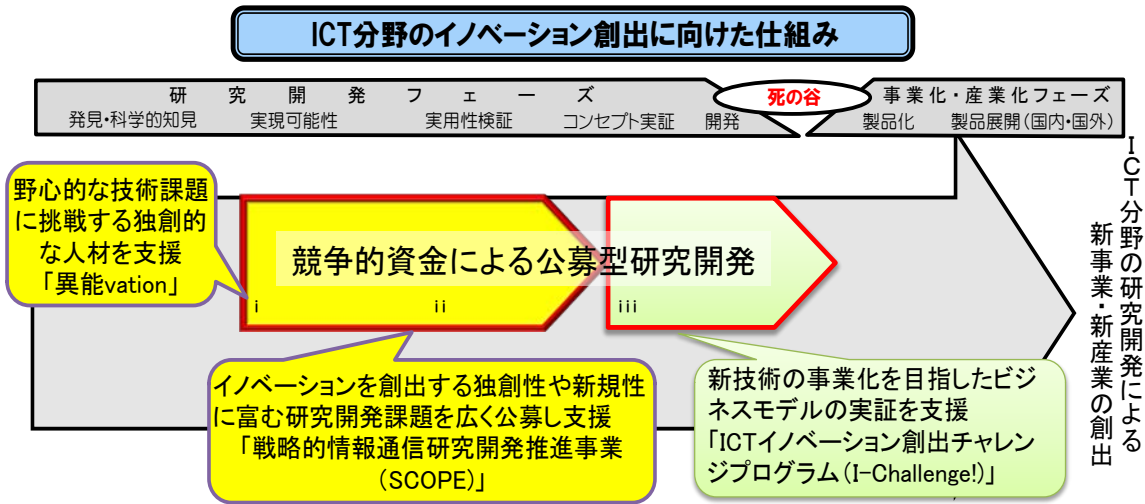 ICT分野のイノベーション創出に向けた仕組み
研究開発フェーズ
発見・科学的知見 実現可能性 実用性検証 コンセプト実証 開発
死の谷
事業化・産業化フェーズ
製品化 製品展開(国内・国外)
野心的な技術課題
に挑戦する独創的
な人材を支援
「異能vation」
競争的資金による公募型研究開発
i ii iii
イノベーションを創出する独創性や新規性
に富む研究開発課題を広く公募し支援
「戦略的情報通信研究開発推進事業
(SCOPE)」
新技術の事業化を目指したビジ
ネスモデルの実証を支援
「ICTイノベーション創出チャレン
ジプログラム(I-Challenge!)」
ICT分野の研究開発による
新事業・新産業の創出